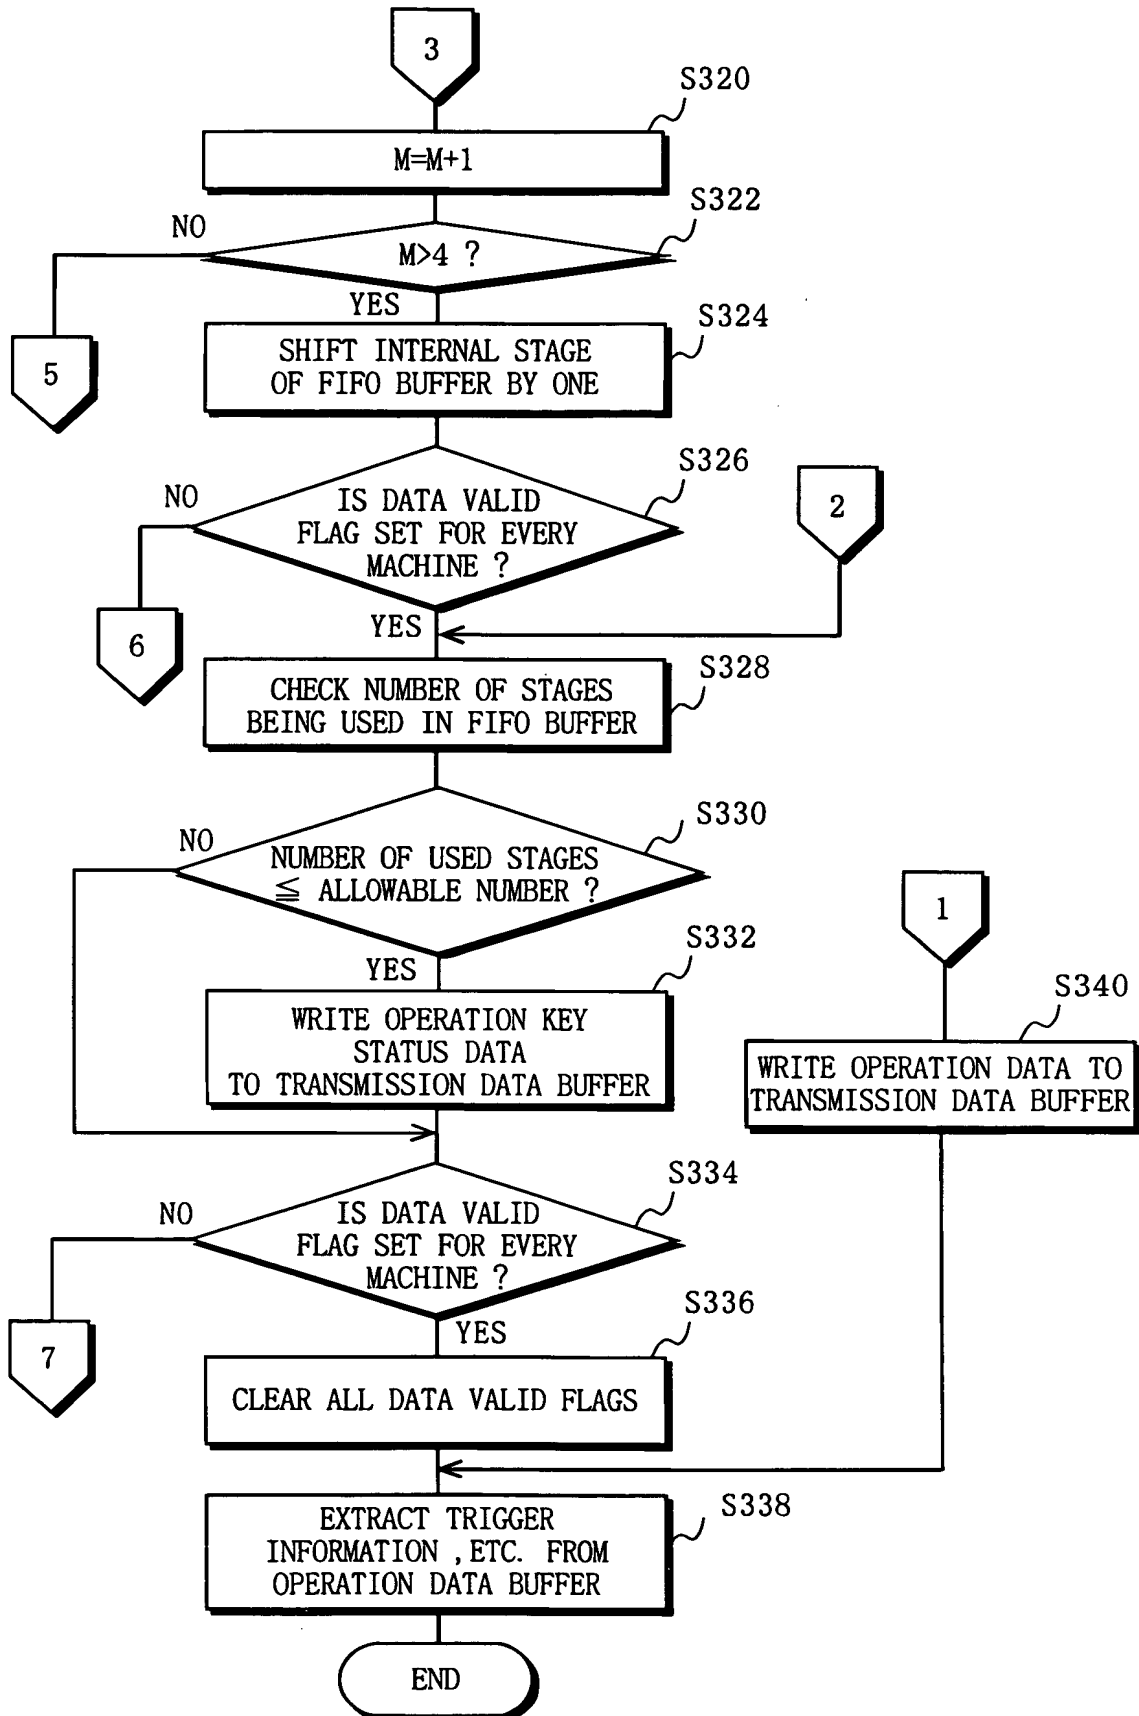 3
S320
M=M+1
S322
NO
M>4 ?
YES
S324
5
SHIFT INTERNAL STAGE
OF FIFO BUFFER BY ONE
S326
NO
IS DATA VALID
FLAG SET FOR EVERY
MACHINE ?
2
6
YES
S328
CHECK NUMBER OF STAGES
BEING USED IN FIFO BUFFER
S330
NO
NUMBER OF USED STAGES
≦ ALLOWABLE NUMBER ?
1
S332
YES
S340
WRITE OPERATION KEY
STATUS DATA
TO TRANSMISSION DATA BUFFER
WRITE OPERATION DATA TO
TRANSMISSION DATA BUFFER
S334
NO
IS DATA VALID
FLAG SET FOR EVERY
MACHINE ?
S336
YES
7
CLEAR ALL DATA VALID FLAGS
S338
EXTRACT TRIGGER
INFORMATION ,ETC. FROM
OPERATION DATA BUFFER
END